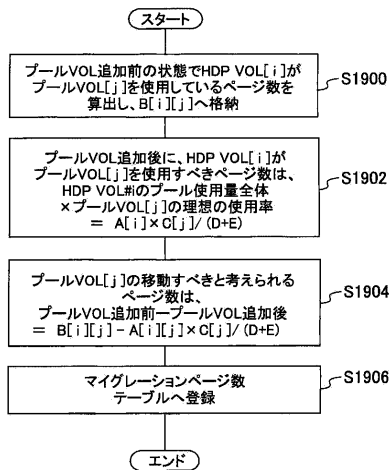 スタート
プールVOL追加前の状態でHDP VOL[i]が
プールVOL[j]を使用しているページ数を
算出し、B[i][j]へ格納
S1900
プールVOL追加後に、HDP VOL[i]が
プールVOL[j]を使用すべきページ数は、
HDP VOL#iのプール使用量全体
×プールVOL[j]の理想の使用率
= A[i]×C[j]/(D+E)
S1902
プールVOL[j]の移動すべきと考えられる
ページ数は、
プールVOL追加前ープールVOL追加後
= B[i][j]-A[i][j]×C[j]/(D+E)
S1904
マイグレーションページ数
テーブルへ登録
S1906
エンド